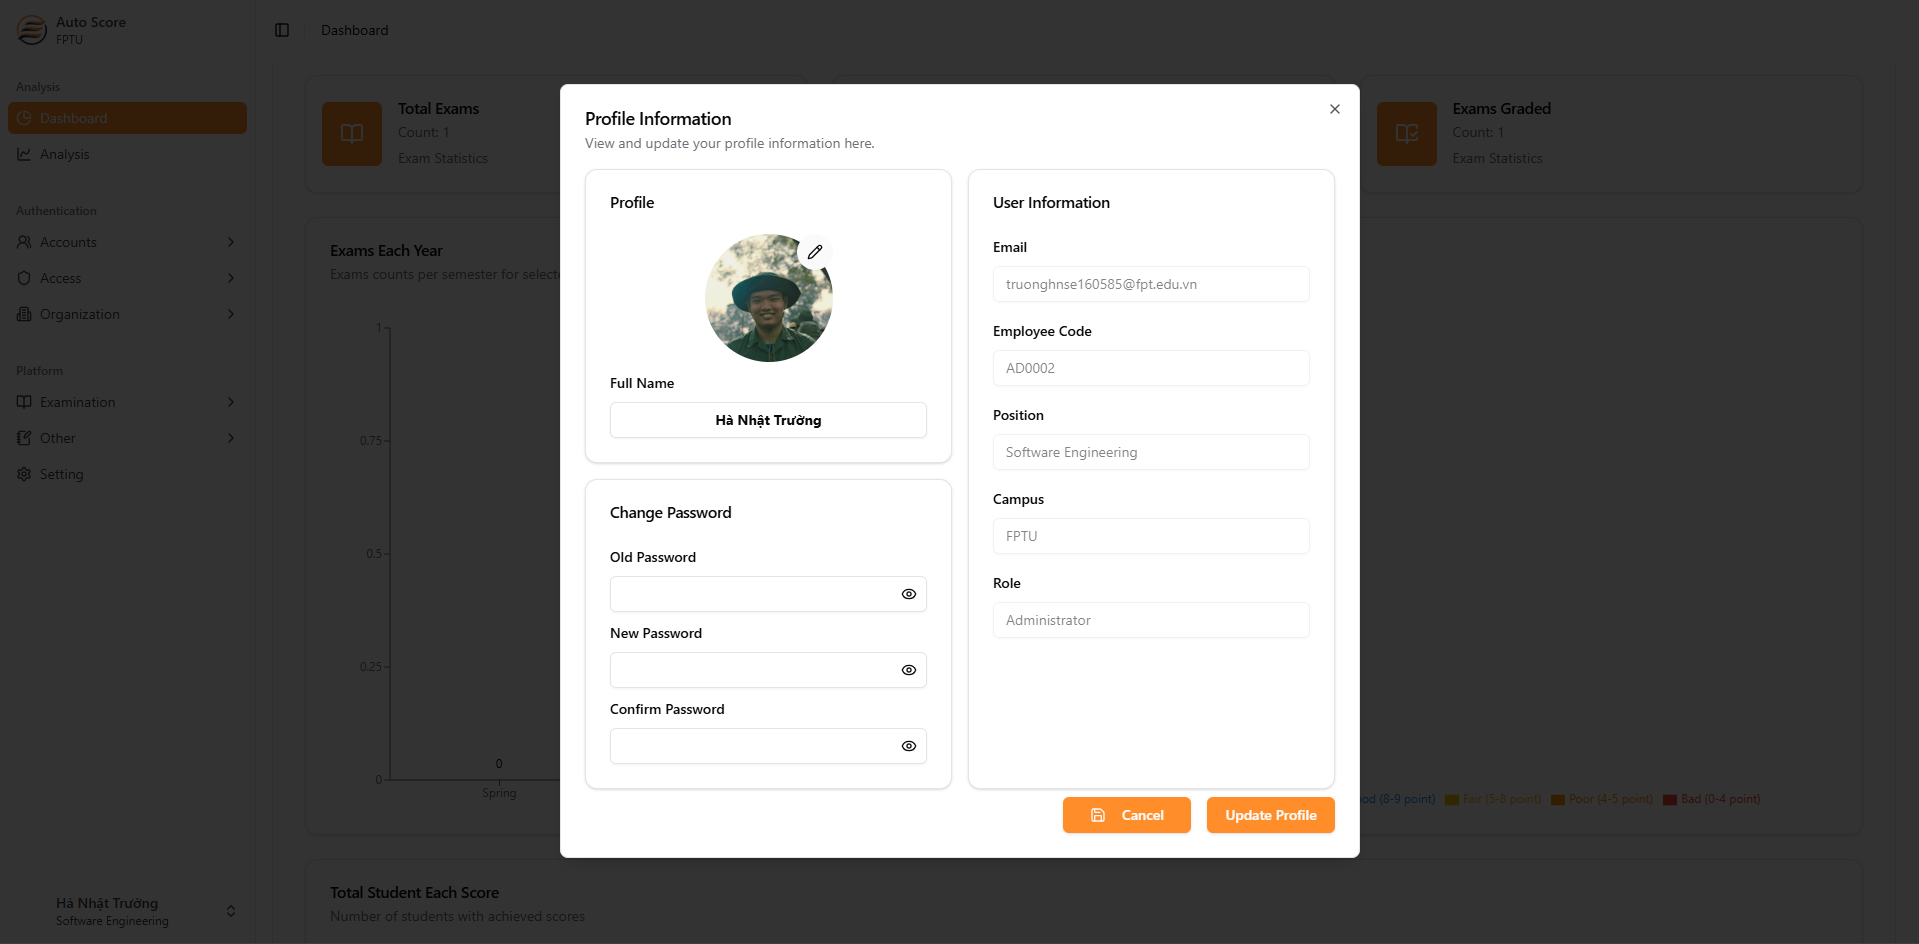 Auto Score
FPTU
Dashboard
Analysis
Dashboard
Analysis
Authentication
Accounts
Access
Organization
Platform
Examination
Other
Setting
Hà Nhật Trường
Software Engineering
Total Exams
Count: 1
Exam Statistics
Exams Graded
Count: 1
Exam Statistics
Exams Each Year
Exams counts per semester for selecte
1
0.75
0.5
0.25
0
0
Spring
(8-9 point)
Fair (5-8 point)
Poor (4-5 point)
Bad (0-4 point)
Total Student Each Score
Number of students with achieved scores
Profile Information
View and update your profile information here.
Profile
Full Name
Hà Nhật Trường
Change Password
Old Password
New Password
Confirm Password
User Information
Email
truonghnse160585@fpt.edu.vn
Employee Code
AD0002
Position
Software Engineering
Campus
FPTU
Role
Administrator
Cancel
Update Profile